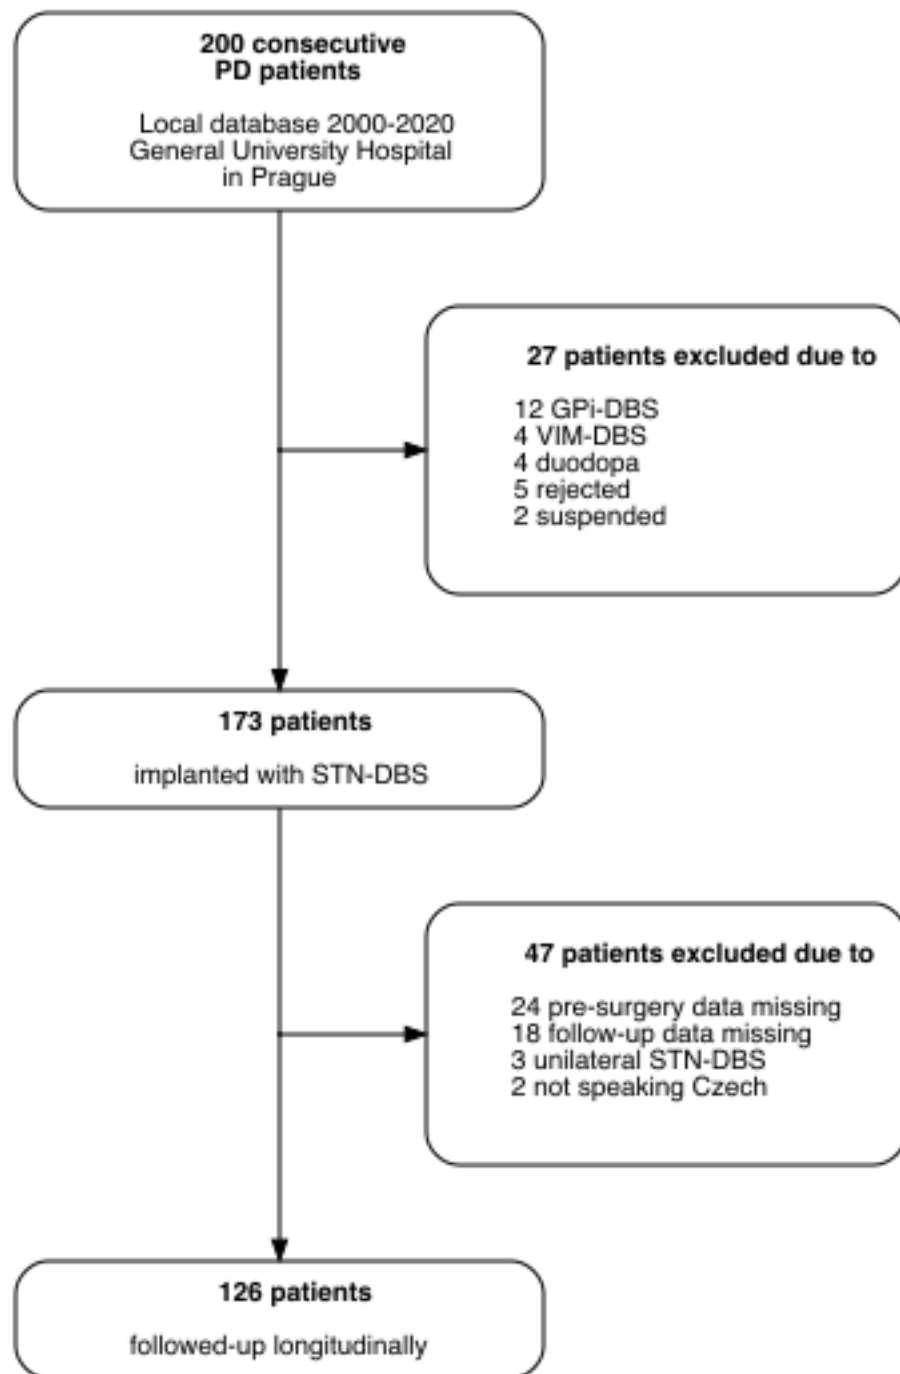 200 consecutive
PD patients
Local database 2000-2020
General University Hospital
in Prague
27 patients excluded due to
12 GPi-DBS
4 VIM-DBS
4 duodopa
5 rejected
2 suspended
173 patients
implanted with STN-DBS
47 patients excluded due to
24 pre-surgery data missing
18 follow-up data missing
3 unilateral STN-DBS
2 not speaking Czech
126 patients
followed-up longitudinally